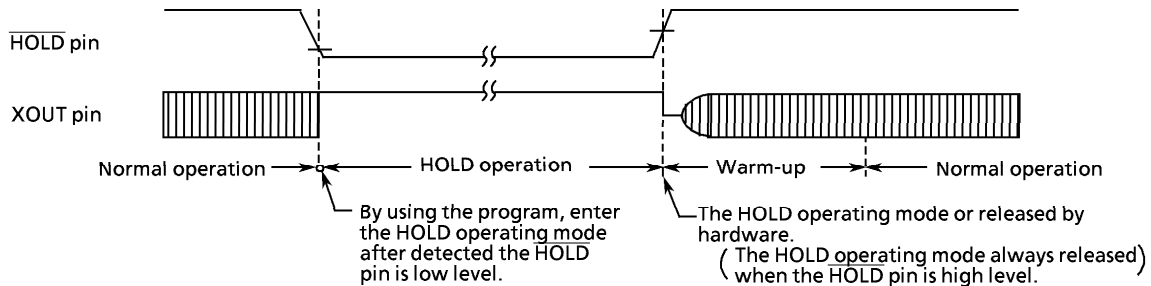 HOLD pin
XOUT pin
Normal operation
HOLD operation
Warm-up
Normal operation
By using the program, enter
the HOLD operating mode
after detected the HOLD
pin is low level.
The HOLD operating mode or released by
hardware.
( The HOLD operating mode always released )
when the HOLD pin is high level.